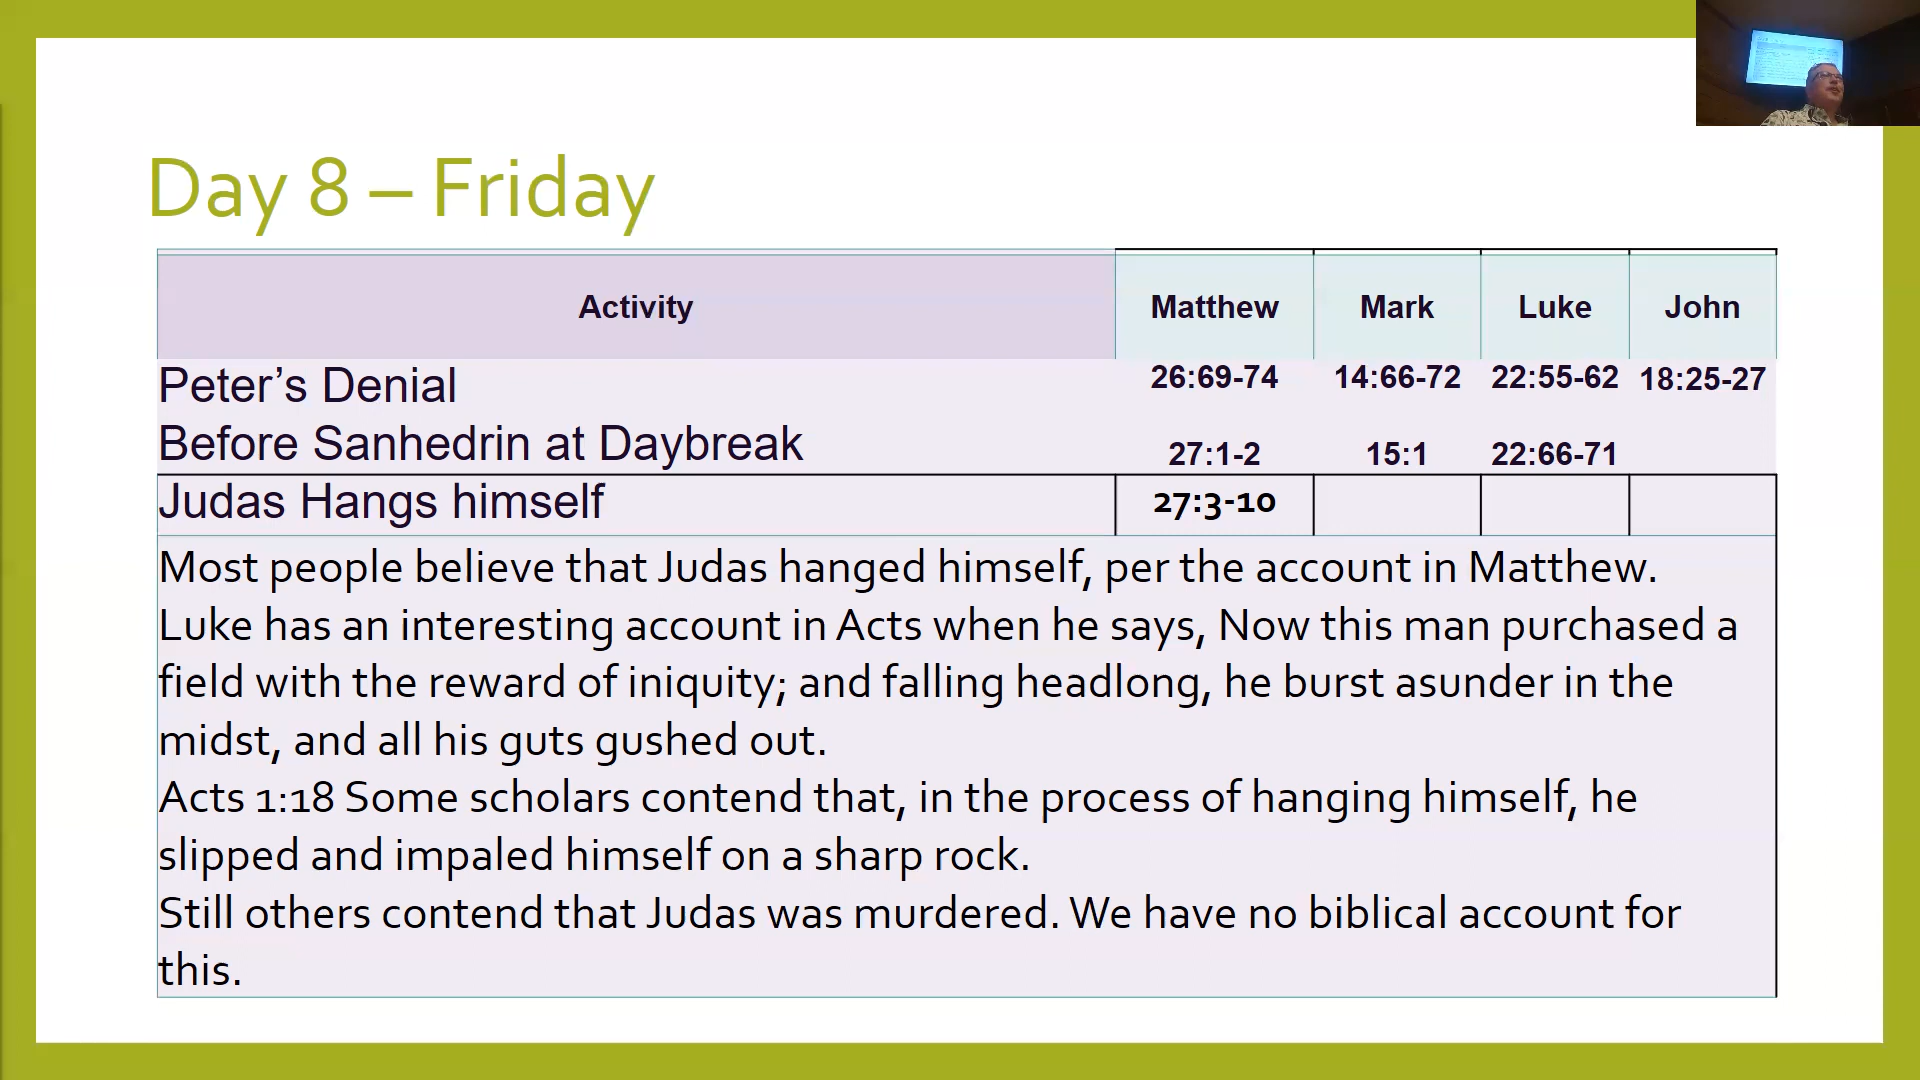 Day 8 – Friday
Activity Matthew Mark Luke John
Peter’s Denial 26:69-74 14:66-72 22:55-62 18:25-27
Before Sanhedrin at Daybreak 27:1-2 15:1 22:66-71
Judas Hangs himself 27:3-10
Most people believe that Judas hanged himself, per the account in Matthew.
Luke has an interesting account in Acts when he says, Now this man purchased a
field with the reward of iniquity; and falling headlong, he burst asunder in the
midst, and all his guts gushed out.
Acts 1:18 Some scholars contend that, in the process of hanging himself, he
slipped and impaled himself on a sharp rock.
Still others contend that Judas was murdered. We have no biblical account for
this.